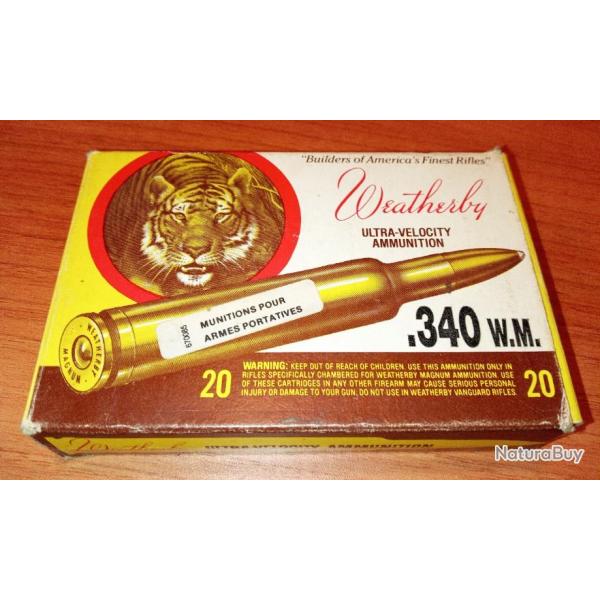 "Builders of America's Finest Rifles"
Weatherby
ULTRA-VELOCITY
AMMUNITION
MUNITIONS POUR
ARMES PORTATIVES
WEATHERBY
MAGNUM
.340 W.M.
20
WARNING: KEEP OUT OF REACH OF CHILDREN. USE THIS AMMUNITION ONLY IN
RIFLES SPECIFICALLY CHAMBERED FOR WEATHERBY MAGNUM AMMUNITION. USE
OF THESE CARTRIDGES IN ANY OTHER FIREARM MAY CAUSE SERIOUS PERSONAL
INJURY OR DAMAGE TO YOUR GUN. DO NOT USE IN WEATHERBY VANGUARD RIFLES.
20
Weatherby ULTRA-VELOCITY AMMUNITION
NaturaBuy